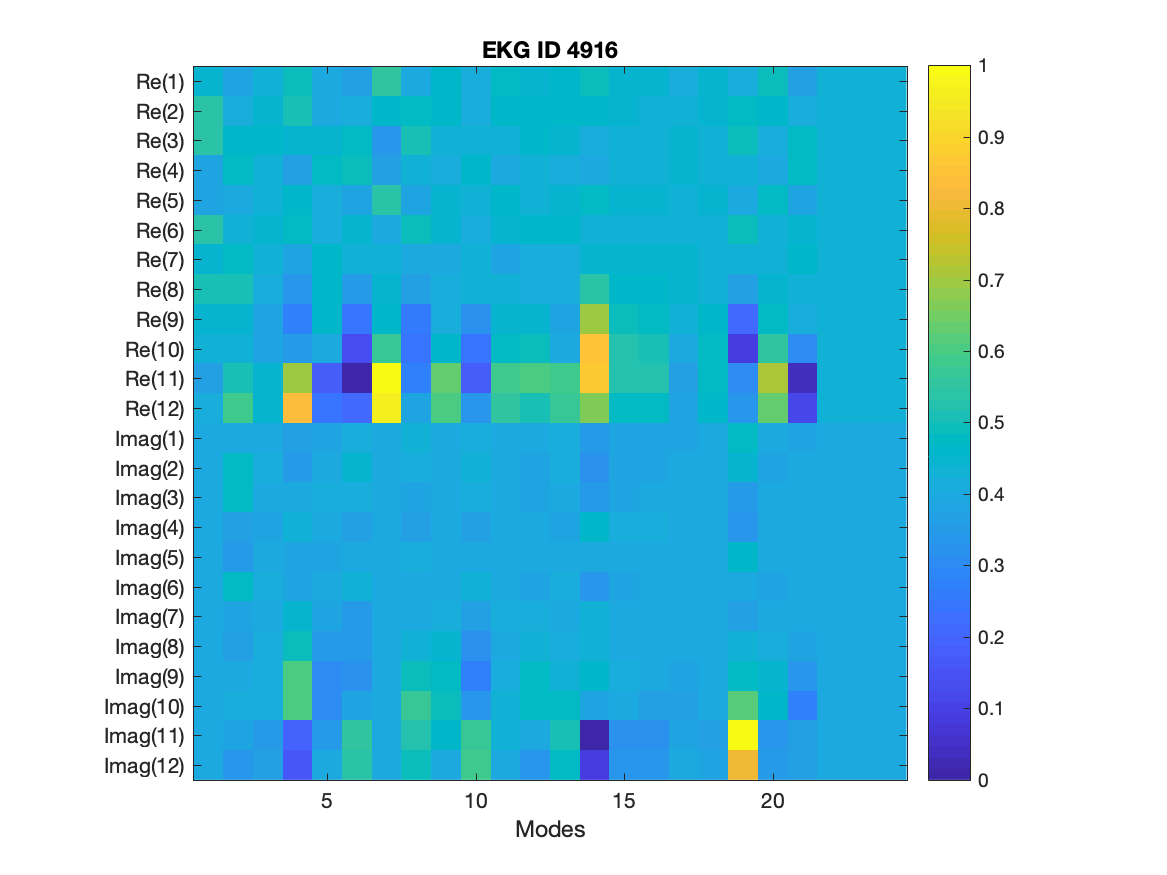 EKG ID 4916
Re(1)
Re(2)
Re(3)
Re(4)
Re(5)
Re(6)
Re(7)
Re(8)
Re(9)
Re(10)
Re(11)
Re(12)
Imag(1)
Imag(2)
Imag(3)
Imag(4)
Imag(5)
Imag(6)
Imag(7)
Imag(8)
Imag(9)
Imag(10)
Imag(11)
Imag(12)
5 10 15 20
Modes
1
0.9
0.8
0.7
0.6
0.5
0.4
0.3
0.2
0.1
0